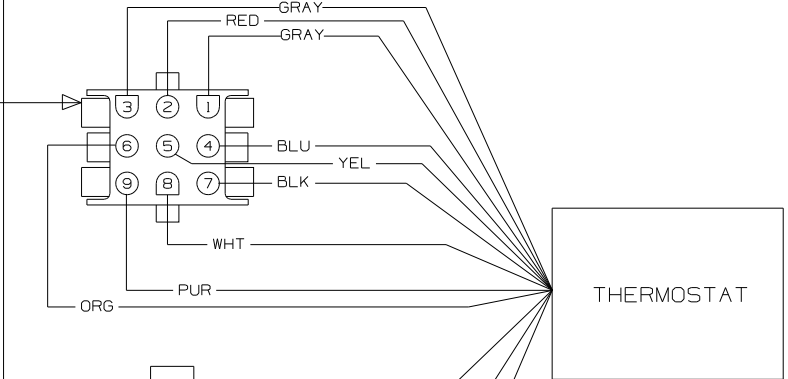 GRAY
RED
GRAY
3 2 1
6 5 4 BLU
YEL
9 8 7 BLK
WHT
PUR
THERMOSTAT
ORG